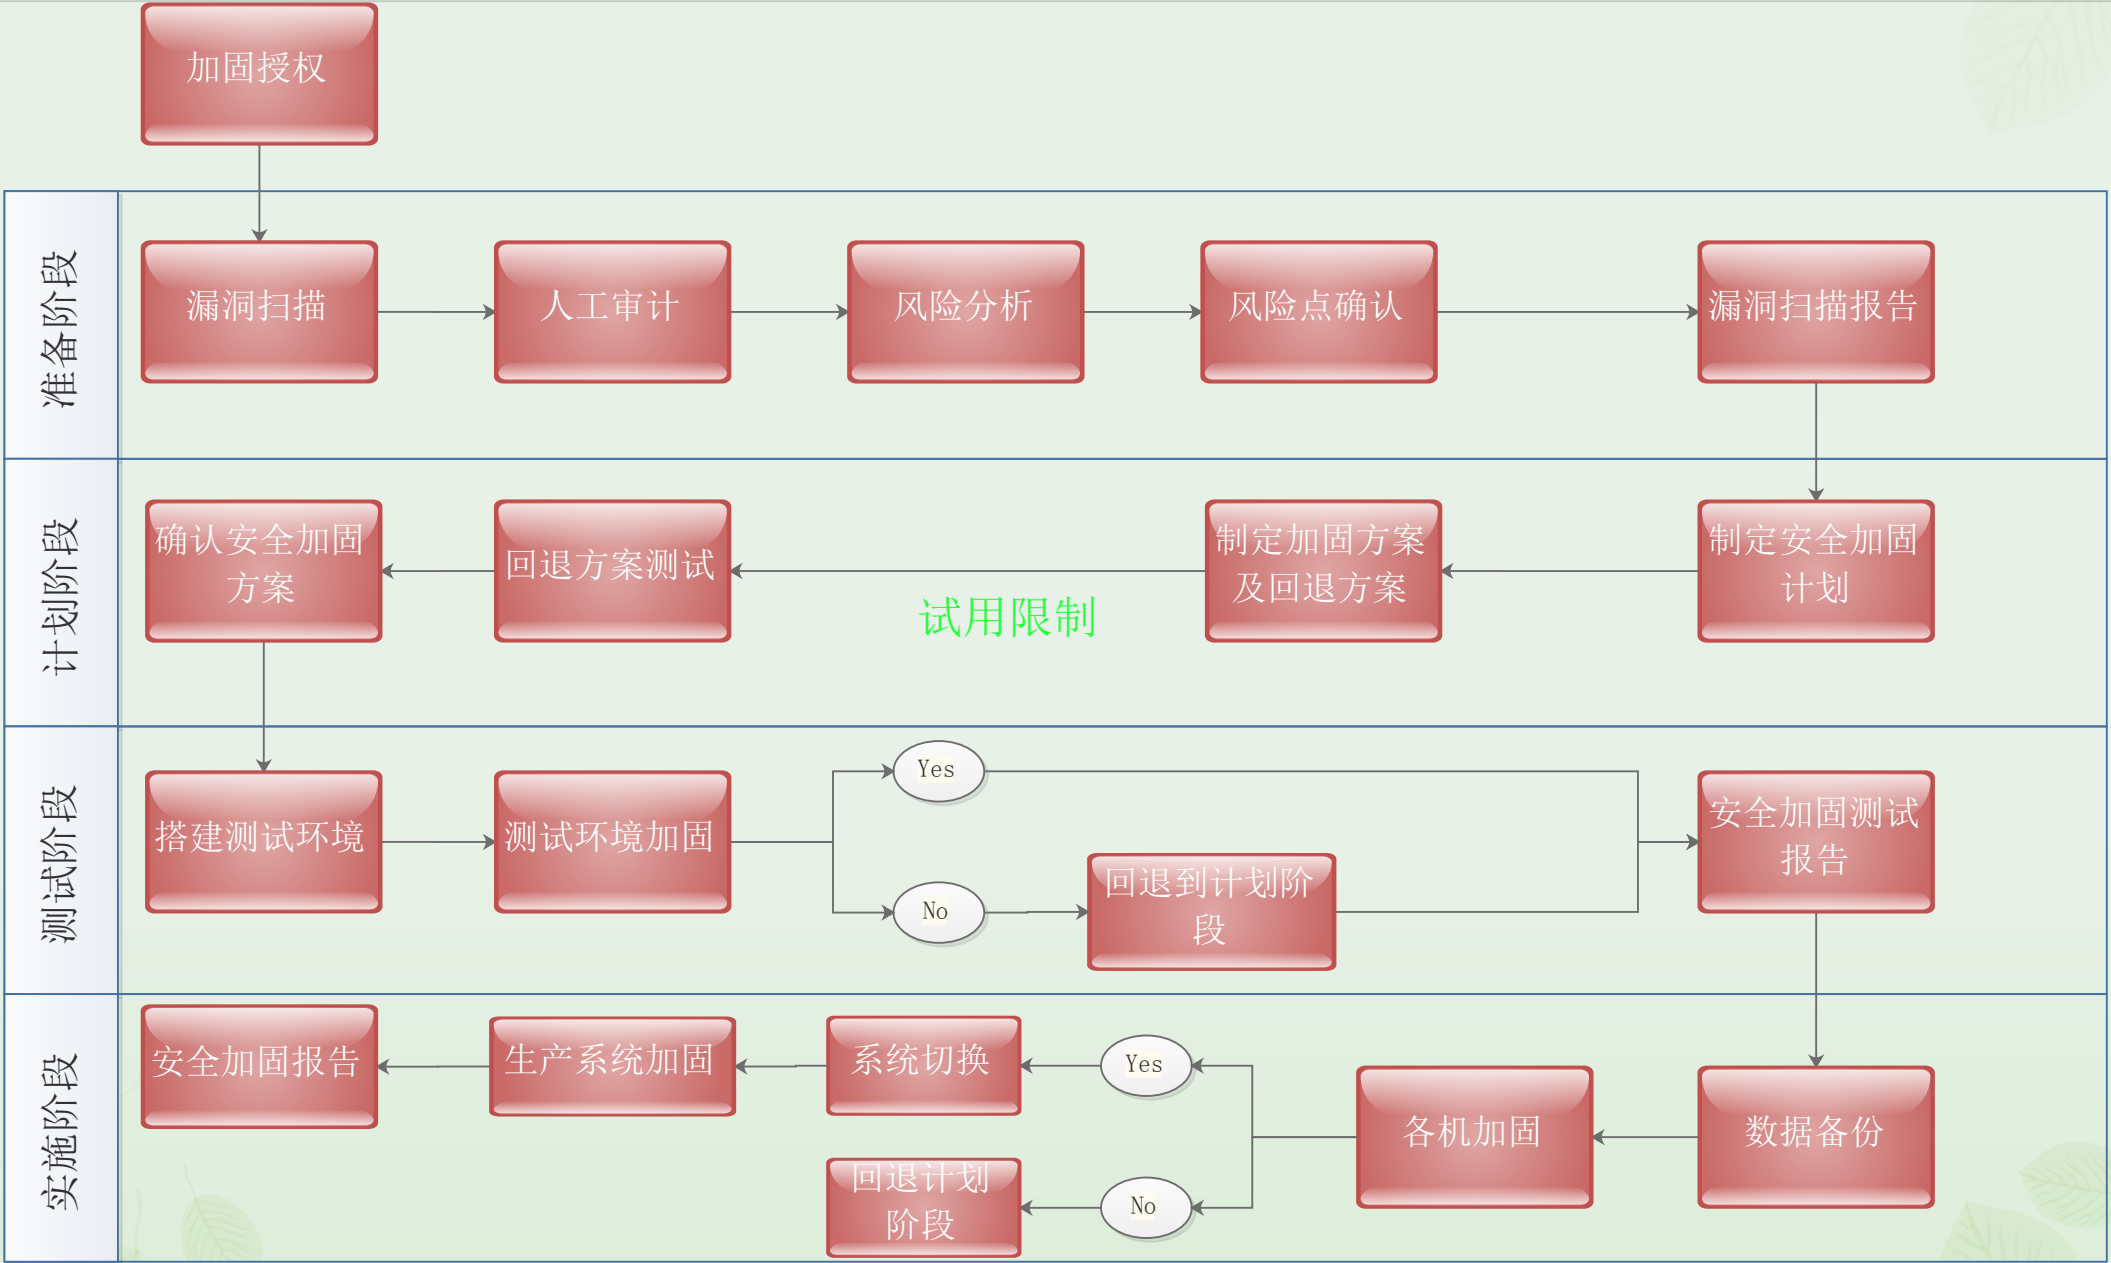 加固授权
准备阶段
漏洞扫描
人工审计
风险分析
风险点确认
漏洞扫描报告
计划阶段
确认安全加固
方案
回退方案测试
试用限制
制定加固方案
及回退方案
制定安全加固
计划
测试阶段
搭建测试环境
测试环境加固
Yes
No
回退到计划阶
段
安全加固测试
报告
实施阶段
安全加固报告
生产系统加固
系统切换
回退计划
阶段
Yes
No
各机加固
数据备份